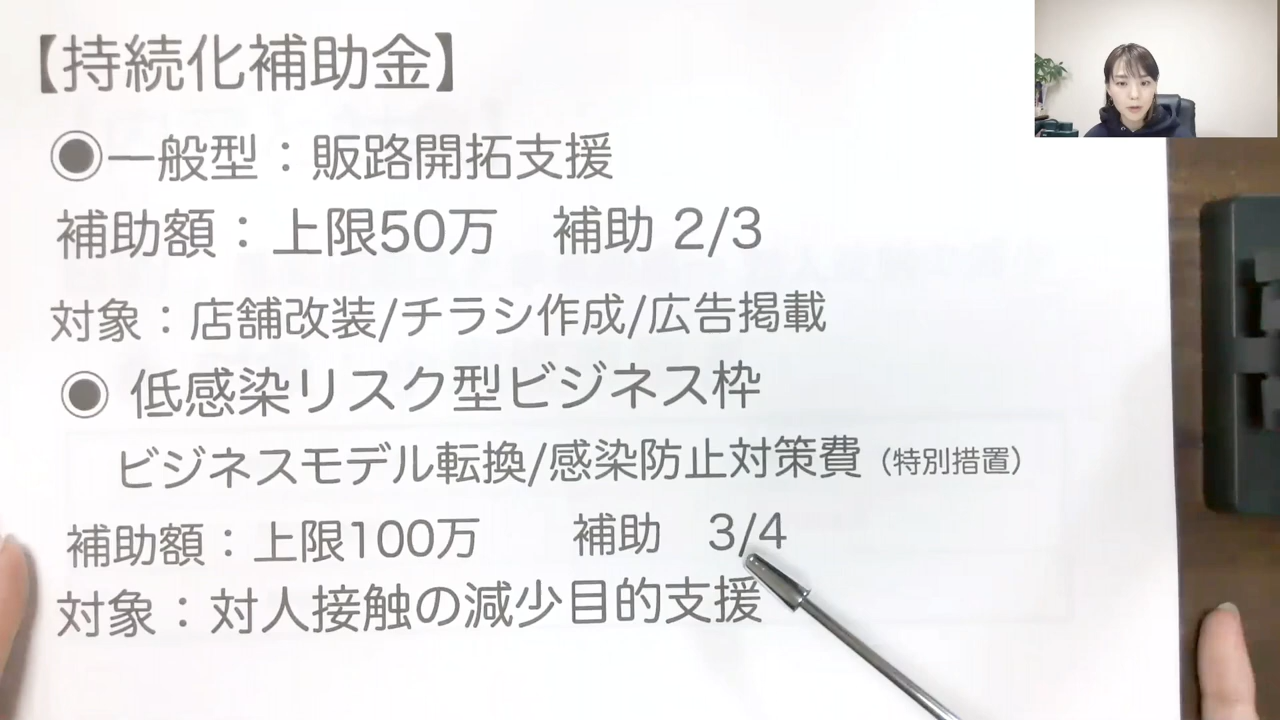 【持続化補助金】
◉一般型：販路開拓支援
補助額：上限50万　補助 2/3
対象：店舗改装/チラシ作成/広告掲載
◉ 低感染リスク型ビジネス枠
ビジネスモデル転換/感染防止対策費（特別措置）
補助額：上限100万　補助　3/4
対象：対人接触の減少目的支援